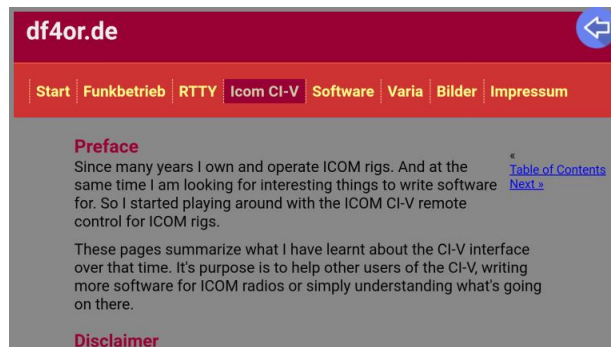 df4or.de
Start Funkbetrieb RTTY Icom CI-V Software Varia Bilder Impressum
Preface
Since many years I own and operate ICOM rigs. And at the
same time I am looking for interesting things to write software
for. So I started playing around with the ICOM CI-V remote
control for ICOM rigs.
«
Table of Contents
Next »
These pages summarize what I have learnt about the CI-V interface
over that time. It's purpose is to help other users of the CI-V, writing
more software for ICOM radios or simply understanding what's going
on there.
Disclaimer